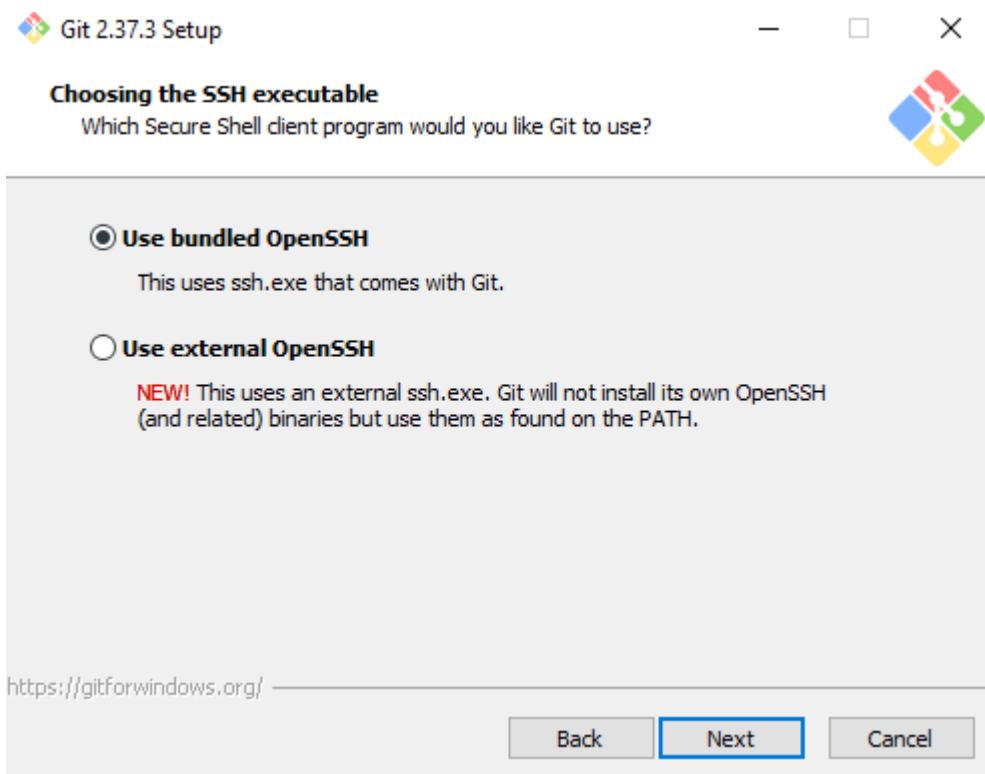 Git 2.37.3 Setup
Choosing the SSH executable
Which Secure Shell client program would you like Git to use?
Use bundled OpenSSH
This uses ssh.exe that comes with Git.
Use external OpenSSH
NEW! This uses an external ssh.exe. Git will not install its own OpenSSH
(and related) binaries but use them as found on the PATH.
https://gitforwindows.org/
Back Next Cancel